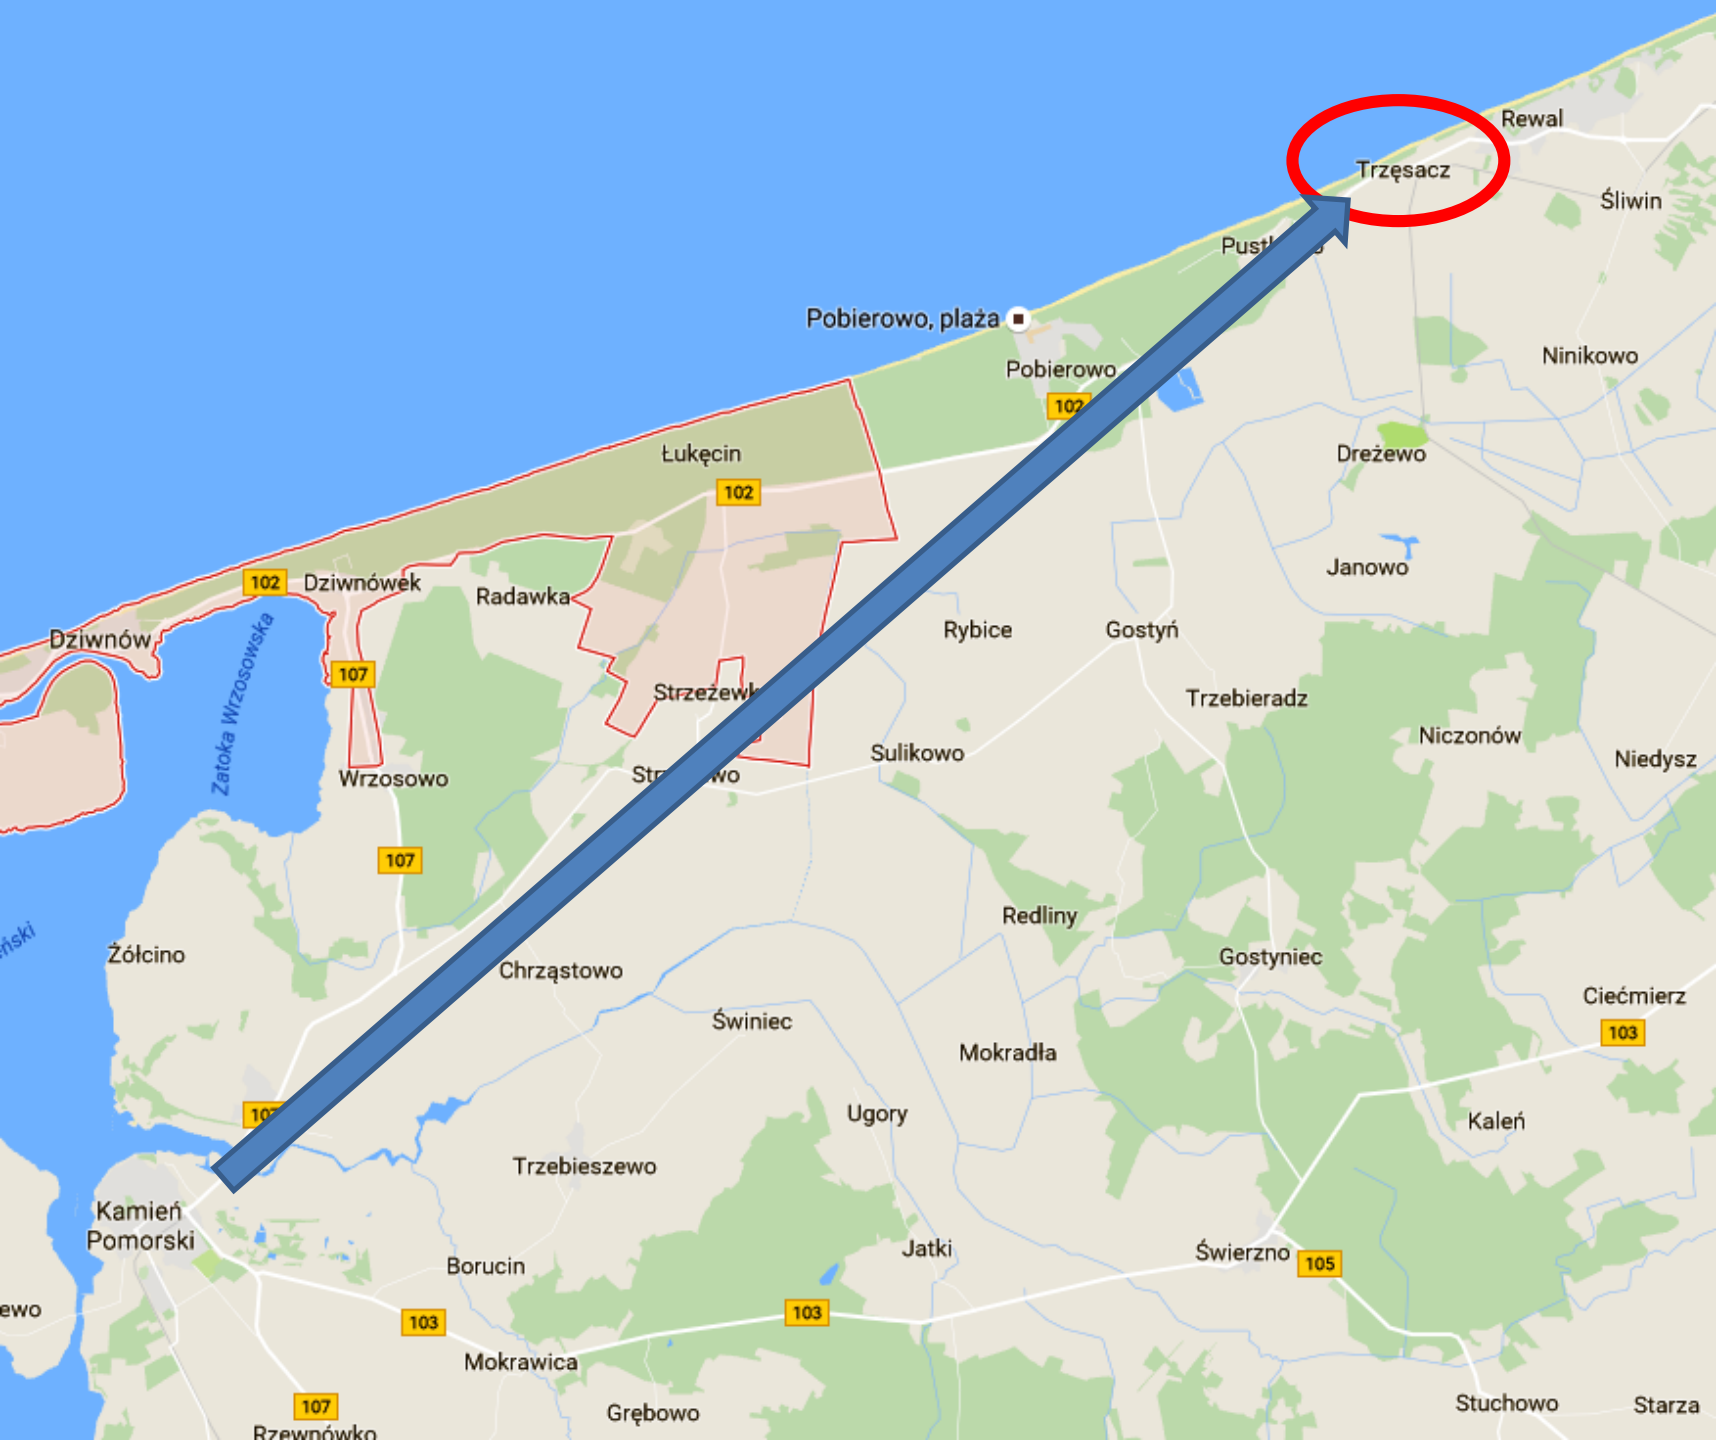 Rewal
Trzęsacz
Śliwin
Pobierowo, plaża
Ninikowo
Pobierowo
102
Łukęcin
Dreżewo
102
Janowo
102
Dziwnówek
Radawka
Rybice
Gostyń
Dziwnów
Zatoka Wrzosowska
107
Trzebieradz
Niczonów
Sulikowo
Niedysz
Wrzosowo
107
Redliny
Żółcino
Gostyniec
Chrząstowo
Ciećmierz
Świniec
103
Mokradła
Ugory
Kaleń
Trzebieszewo
Kamień
Pomorski
Jatki
Świerzno
105
Borucin
ewo
103
103
Mokrawica
107
Grębowo
Stuchowo
Starza
Rzewnówko